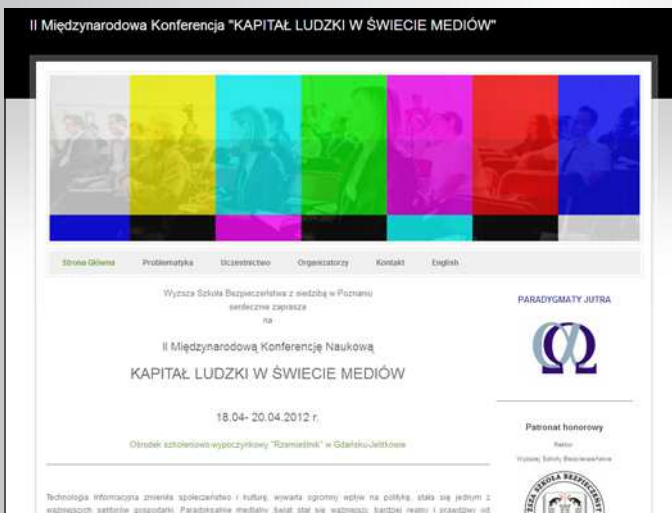 II Międzynarodowa Konferencja "KAPITAŁ LUDZKI W ŚWIECIE MEDIÓW"
Strona Główna Problematyka Uczestnictwo Organizatorzy Kontakt English
Wyższa Szkoła Bezpieczeństwa z siedzibą w Poznaniu
serdecznie zaprasza
na
II Międzynarodową Konferencję Naukową
KAPITAŁ LUDZKI W ŚWIECIE MEDIÓW
18.04- 20.04.2012 r.
Ośrodek szkoleniowo-wypoczynkowy "Rzemieślnik" w Gdańsku-Jelitkowie
Technologia informacyjna zmieniła społeczeństwo i kulturę, wywarła ogromny wpływ na politykę, stała się jednym z
ważniejszych sektorów gospodarki. Paradoksalnie medialny świat stał się ważniejszy, bardziej realny i prawdziwy od
PARADYGMATY JUTRA
Patronat honorowy
Rektor
Wyższej Szkoły Bezpieczeństwa
SZKOŁA BEZPIECZEŃ